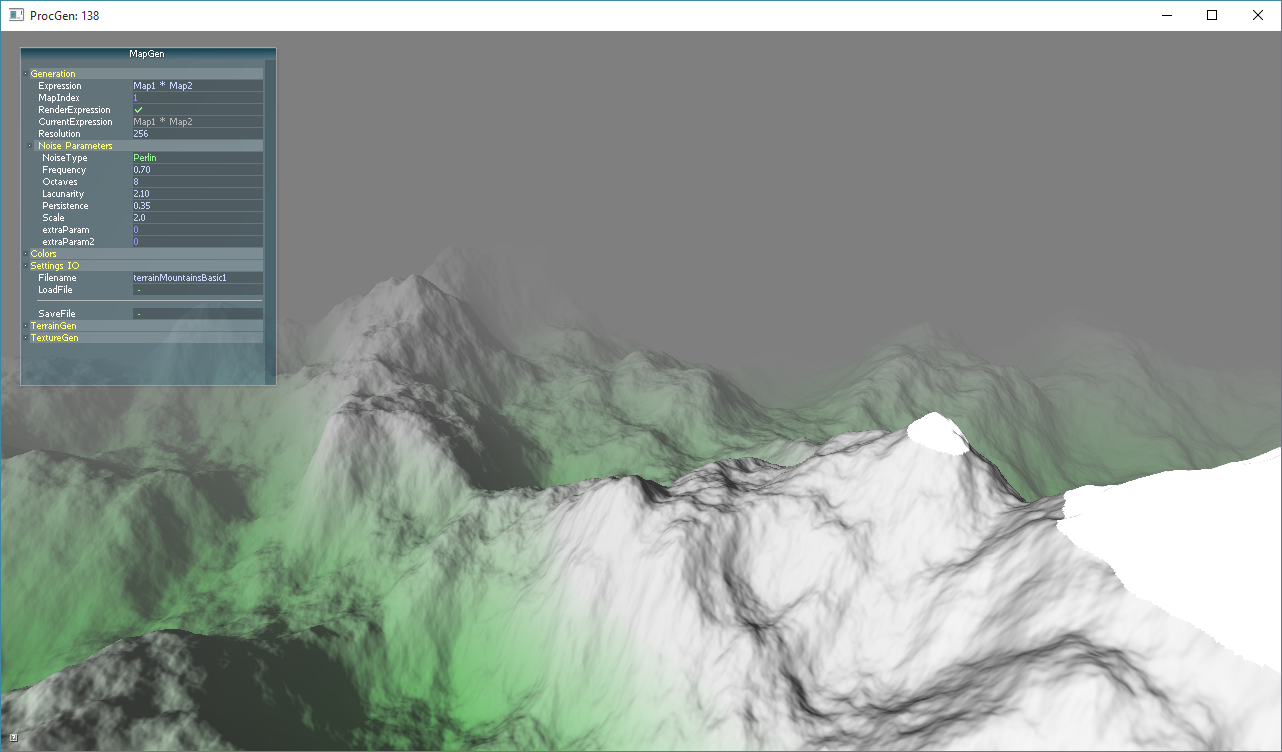 ProcGen: 138
MapGen
Generation
Expression Map1 * Map2
MapIndex 1
RenderExpression
CurrentExpression Map1 * Map2
Resolution 256
Noise Parameters
NoiseType Perlin
Frequency 0.70
Octaves 8
Lacunarity 2.10
Persistence 0.35
Scale 2.0
extraParam 0
extraParam2 0
Colors
Settings IO
Filename terrainMountainsBasic1
LoadFile -
SaveFile -
TerrainGen
TextureGen
?